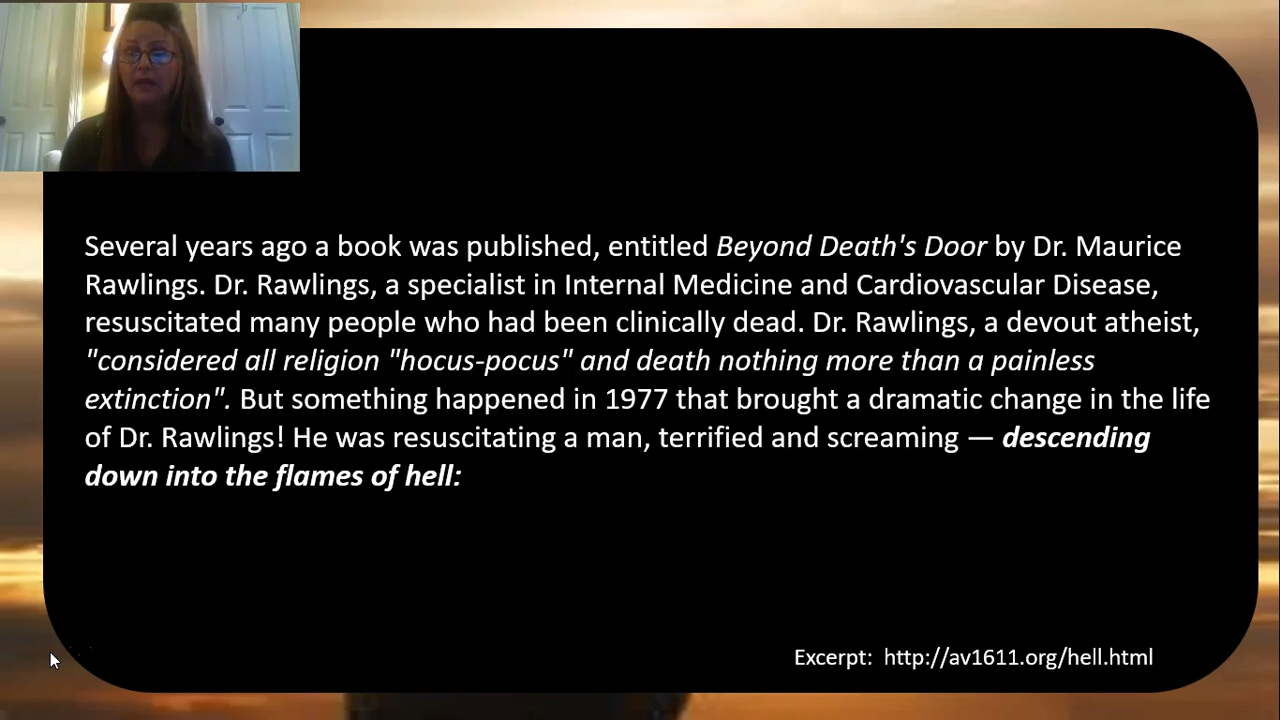 Several years ago a book was published, entitled Beyond Death's Door by Dr. Maurice
Rawlings. Dr. Rawlings, a specialist in Internal Medicine and Cardiovascular Disease,
resuscitated many people who had been clinically dead. Dr. Rawlings, a devout atheist,
"considered all religion "hocus-pocus" and death nothing more than a painless
extinction". But something happened in 1977 that brought a dramatic change in the life
of Dr. Rawlings! He was resuscitating a man, terrified and screaming — descending
down into the flames of hell:
Excerpt: http://av1611.org/hell.html